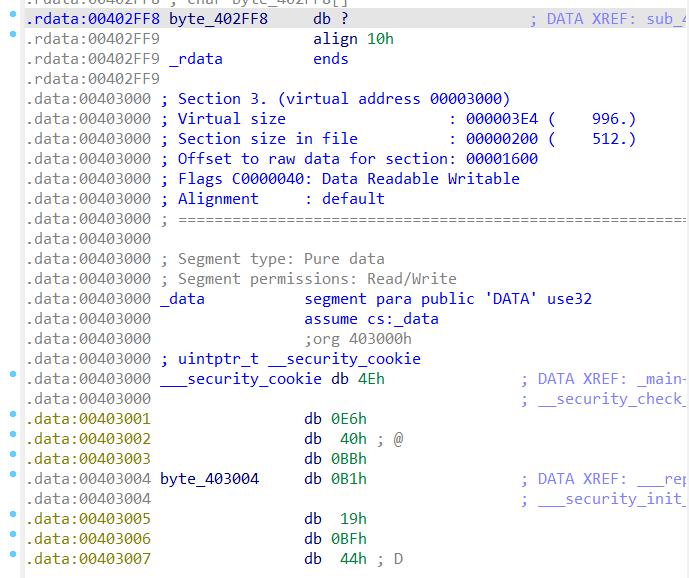 .rdata:00402FF8 ; char byte_402FF8[]
.rdata:00402FF8 byte_402FF8 db ? ; DATA XREF: sub_4
.rdata:00402FF9 align 10h
.rdata:00402FF9 _rdata ends
.rdata:00402FF9
.data:00403000 ; Section 3. (virtual address 00003000)
.data:00403000 ; Virtual size : 000003E4 ( 996.)
.data:00403000 ; Section size in file : 00000200 ( 512.)
.data:00403000 ; Offset to raw data for section: 00001600
.data:00403000 ; Flags C0000040: Data Readable Writable
.data:00403000 ; Alignment : default
.data:00403000 ; ========================================================
.data:00403000
.data:00403000 ; Segment type: Pure data
.data:00403000 ; Segment permissions: Read/Write
.data:00403000 _data segment para public 'DATA' use32
.data:00403000 assume cs:_data
.data:00403000 ;org 403000h
.data:00403000 ; uintptr_t __security_cookie
.data:00403000 ___security_cookie db 4Eh ; DATA XREF: _main-
.data:00403000 ; __security_check_
.data:00403001 db 0E6h
.data:00403002 db 40h ; @
.data:00403003 db 0BBh
.data:00403004 byte_403004 db 0B1h ; DATA XREF: ___rep
.data:00403004 ; ___security_init_
.data:00403005 db 19h
.data:00403006 db 0BFh
.data:00403007 db 44h ; D